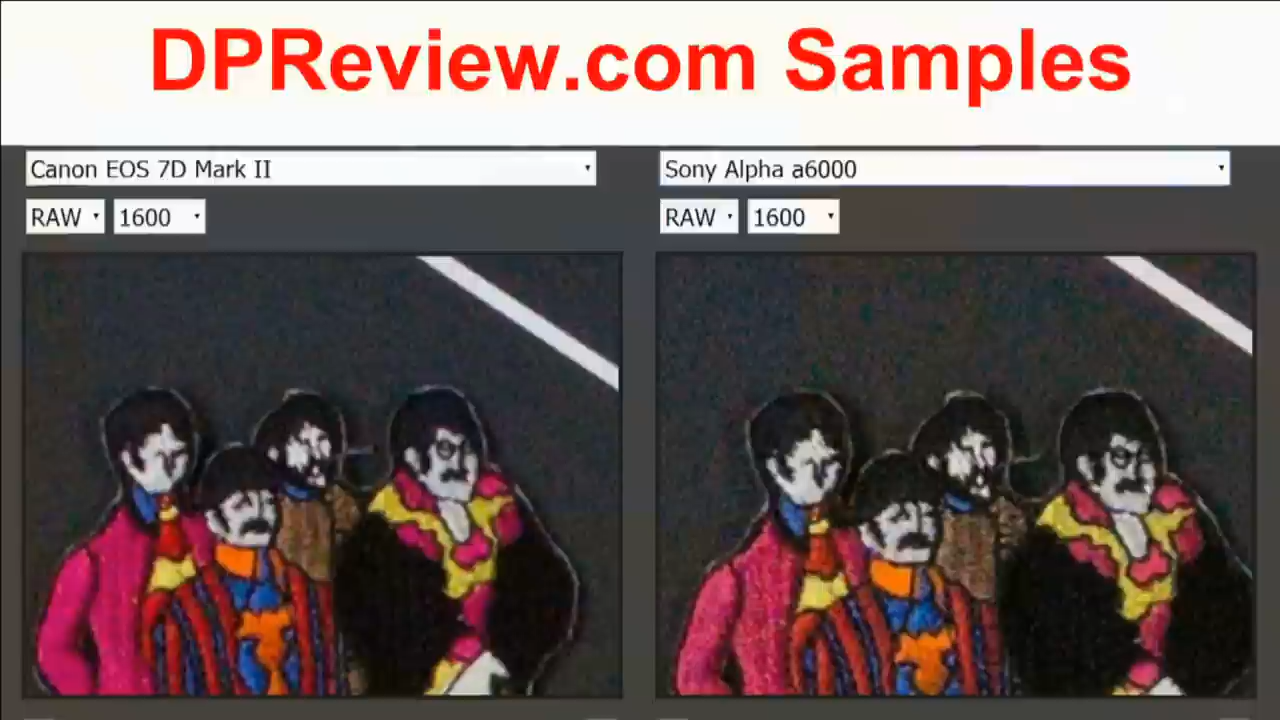 DPReview.com Samples
Canon EOS 7D Mark II
Sony Alpha a6000
RAW 1600
RAW 1600